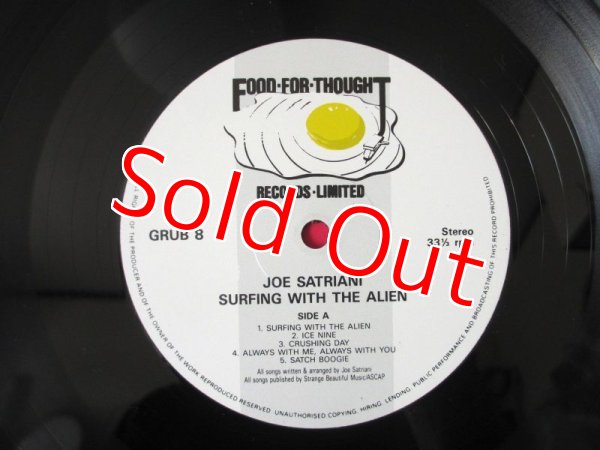 FOOD·FOR·THOUGHT
RECORDS·LIMITED
Sold Out
GRUB 8
Stereo
33⅓
JOE SATRIANI
SURFING WITH THE ALIEN
SIDE A
1. SURFING WITH THE ALIEN
2. ICE NINE
3. CRUSHING DAY
4. ALWAYS WITH ME, ALWAYS WITH YOU
5. SATCH BOOGIE
All songs written & arranged by Joe Satriani
All songs published by Strange Beautiful Music/ASCAP
OF THE PRODUCER AND OF THE OWNER OF THE WORK REPRODUCED RESERVED. UNAUTHORISED COPYING, HIRING, LENDING, PUBLIC PERFORMANCE AND BROADCASTING OF THIS RECORD PROHIBITED